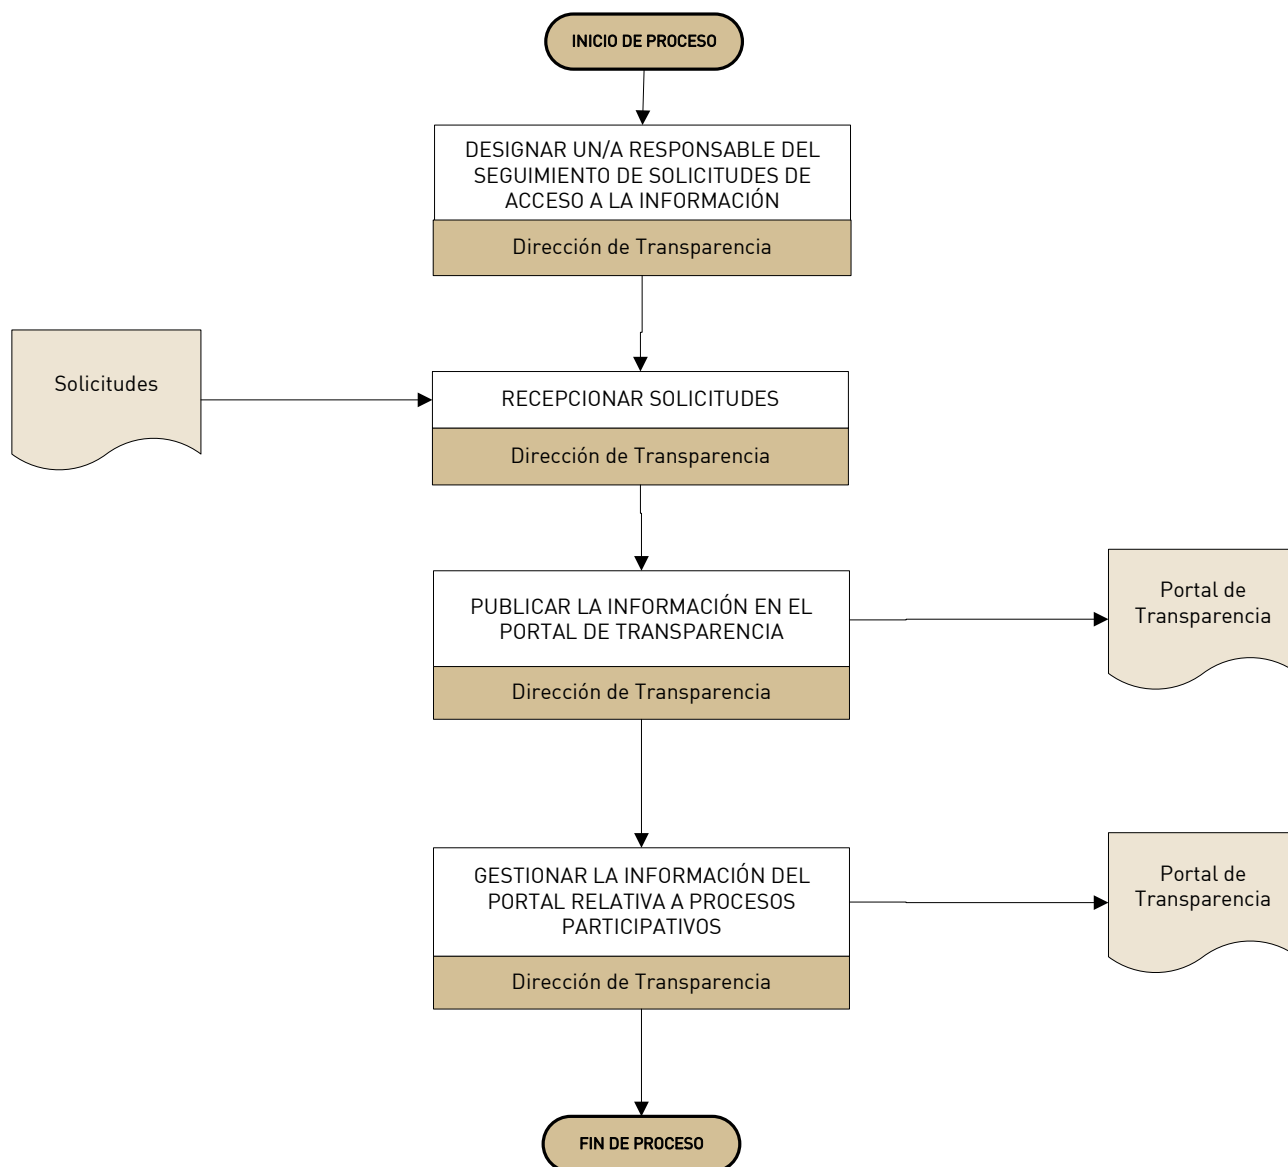 INICIO DE PROCESO
DESIGNAR UN/A RESPONSABLE DEL
SEGUIMIENTO DE SOLICITUDES DE
ACCESO A LA INFORMACIÓN
Dirección de Transparencia
Solicitudes
RECEPCIONAR SOLICITUDES
Dirección de Transparencia
PUBLICAR LA INFORMACIÓN EN EL
PORTAL DE TRANSPARENCIA
Dirección de Transparencia
Portal de
Transparencia
GESTIONAR LA INFORMACIÓN DEL
PORTAL RELATIVA A PROCESOS
PARTICIPATIVOS
Dirección de Transparencia
Portal de
Transparencia
FIN DE PROCESO